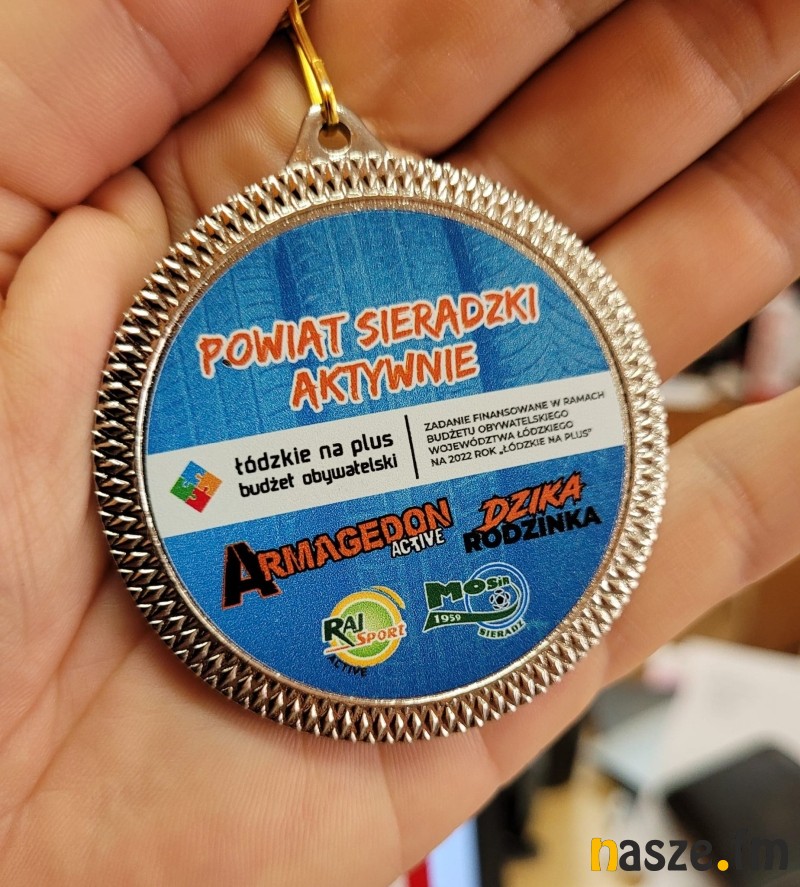 POWIAT SIERADZKI
AKTYWNIE
łódzkie na plus
budżet obywatelski
ZADANIE FINANSOWANE W RAMACH
BUDŻETU OBYWATELSKIEGO
WOJEWÓDZTWA ŁÓDZKIEGO
NA 2022 ROK „ŁÓDZKIE NA PLUS”
ARMAGEDON
ACTIVE
DZIKA
RODZINKA
RAJ
SPORT
ACTIVE
MOSiR
1959
SIERADZ